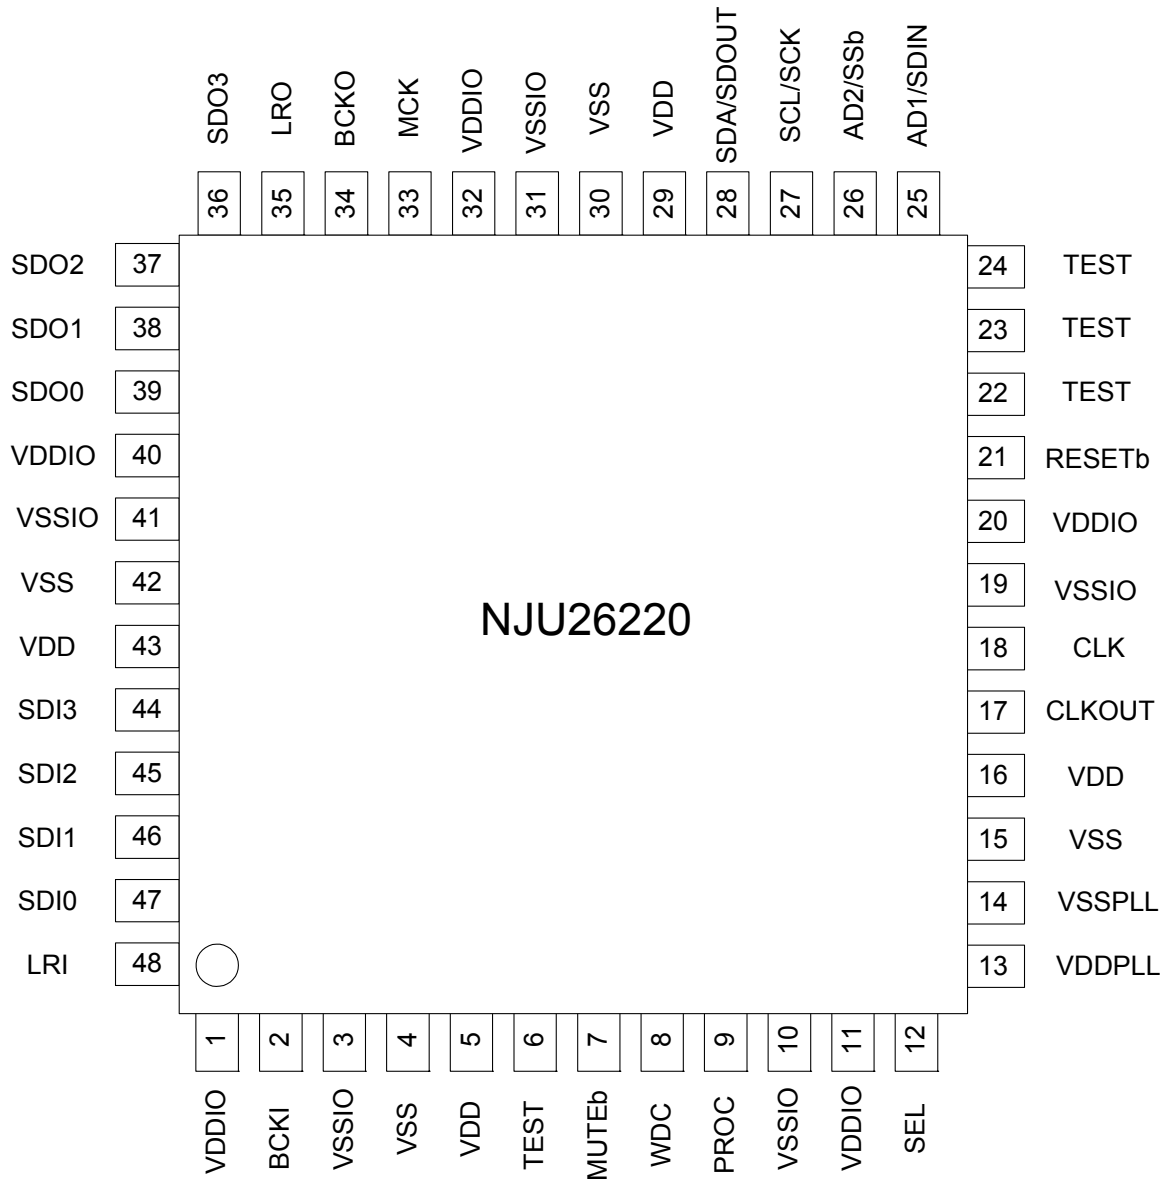 SDO3
LRO
BCKO
MCK
VDDIO
VSSIO
VSS
VDD
SDA/SDOUT
SCL/SCK
AD2/SSb
AD1/SDIN
36
35
34
33
32
31
30
29
28
27
26
25
SDO2 37
24 TEST
SDO1 38
23 TEST
SDO0 39
22 TEST
VDDIO 40
21 RESETb
VSSIO 41
20 VDDIO
VSS 42
19 VSSIO
NJU26220
VDD 43
18 CLK
SDI3 44
17 CLKOUT
SDI2 45
16 VDD
SDI1 46
15 VSS
SDI0 47
14 VSSPLL
LRI 48
13 VDDPLL
1
2
3
4
5
6
7
8
9
10
11
12
VDDIO
BCKI
VSSIO
VSS
VDD
TEST
MUTEb
WDC
PROC
VSSIO
VDDIO
SEL